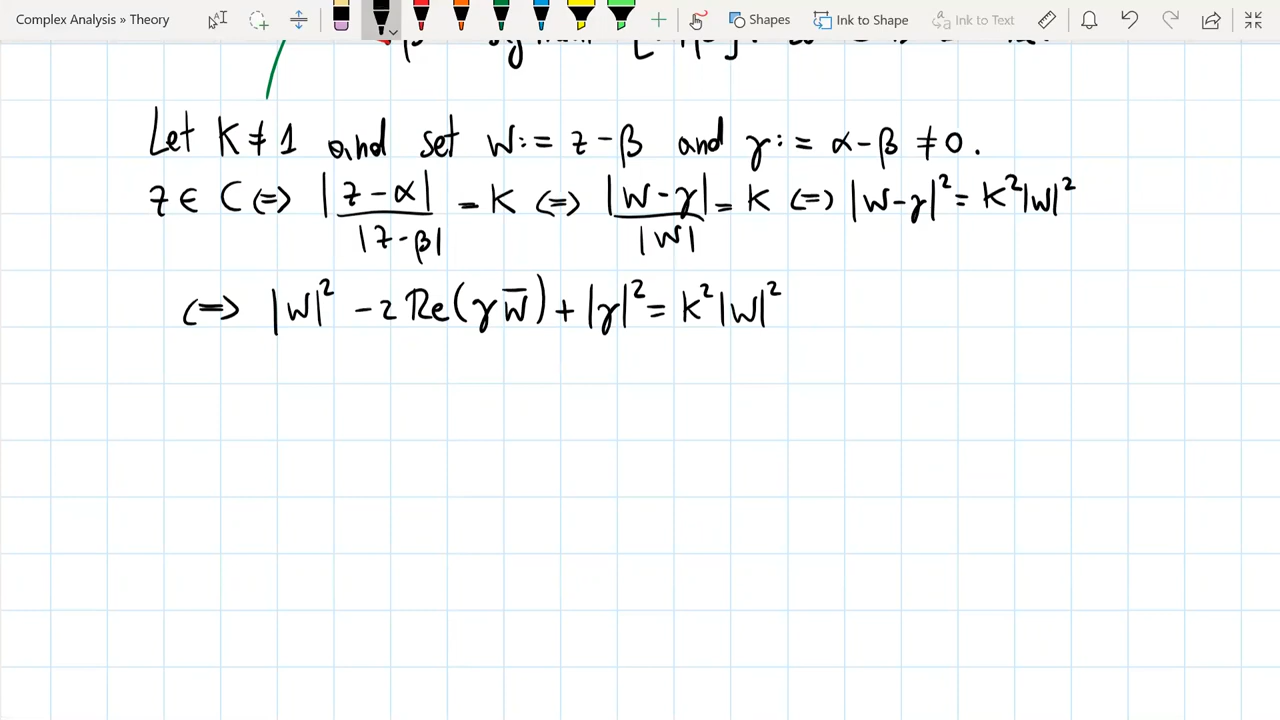 Complex Analysis » Theory
Shapes
Ink to Shape
Ink to Text
Let K ≠ 1 and set w := z - β and γ := α - β ≠ 0.
z ∈ C ⟺ |z - α| / |z - β| = K ⟺ |w - γ| / |w| = K ⟺ |w - γ|² = K²|w|²
⟺ |w|² - 2 Re(γ w̄) + |γ|² = K²|w|²